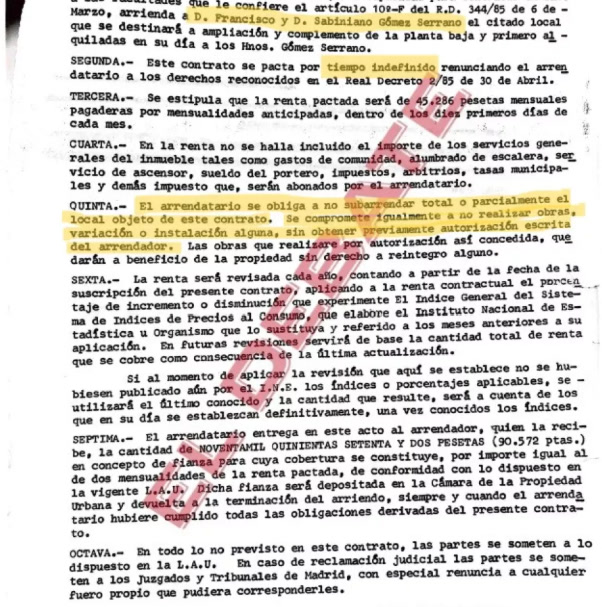 facultades que le confiere el artículo 10º-F del R.D. 344/85 de 6 de
Marzo, arrienda a D. Francisco y D. Sabiniano Gómez Serrano el citado local
que se destinará a ampliación y complemento de la planta baja y primero al-
quiladas en su día a los Hnos. Gómez Serrano.
SEGUNDA.- Este contrato se pacta por tiempo indefinido renunciando el arren
datario a los derechos reconocidos en el Real Decreto 2/85 de 30 de Abril.
TERCERA.- Se estipula que la renta pactada será de 45.286 pesetas mensuales
pagaderas por mensualidades anticipadas, dentro de los diez primeros días de
cada mes.
CUARTA.- En la renta no se halla incluido el importe de los servicios gene-
rales del inmueble tales como gastos de comunidad, alumbrado de escalera, ser
vicio de ascensor, sueldo del portero, impuestos, arbitrios, tasas municipa-
les y demás impuesto que, serán abonados por el arrendatario.
QUINTA.- El arrendatario se obliga a no subarrendar total o parcialmente el
local objeto de este contrato. Se compromete igualmente a no realizar obras,
variación o instalación alguna, sin obtener previamente autorización escrita
del arrendador. Las obras que realizare por autorización así concedida, que
darán a beneficio de la propiedad sin derecho a reintegro alguno.
SEXTA.- La renta será revisada cada año, contando a partir de la fecha de la
suscripción del presente contrato, aplicando a la renta contractual el porcen
taje de incremento o disminución que experimente El Indice General del Siste-
ma de Indices de Precios al Consumo, que elabore el Instituto Nacional de Es-
tadística u Organismo que lo sustituya y referido a los meses anteriores a su
aplicación. En futuras revisiones servirá de base la cantidad total de renta
que se cobre como consecuencia de la última actualización.
Si al momento de aplicar la revisión que aquí se establece no se hu-
biesen publicado aún por el I.N.E. los índices o porcentajes aplicables, se -
utilizará el último conocido y la cantidad que resulte, será a cuenta de los
que en su día se establezcan definitivamente, una vez conocidos los índices.
SEPTIMA.- El arrendatario entrega en este acto al arrendador, quien la reci-
be, la cantidad de NOVENTAMIL QUINIENTAS SETENTA Y DOS PESETAS (90.572 ptas.)
en concepto de fianza para cuya cobertura se constituye, por importe igual al
de dos mensualidades de la renta pactada, de conformidad con lo dispuesto en
la vigente L.A.U. Dicha fianza será depositada en la Cámara de la Propiedad
Urbana y devuelta a la terminación del arriendo, siempre y cuando el arrenda
tario hubiere cumplido todas las obligaciones derivadas del presente contra-
to.
OCTAVA.- En todo lo no previsto en este contrato, las partes se someten a lo
dispuesto en la L.A.U. En caso de reclamación judicial las partes se some-
ten a los Juzgados y Tribunales de Madrid, con especial renuncia a cualquier
fuero propio que pudiera corresponderles.
EL DEBATE